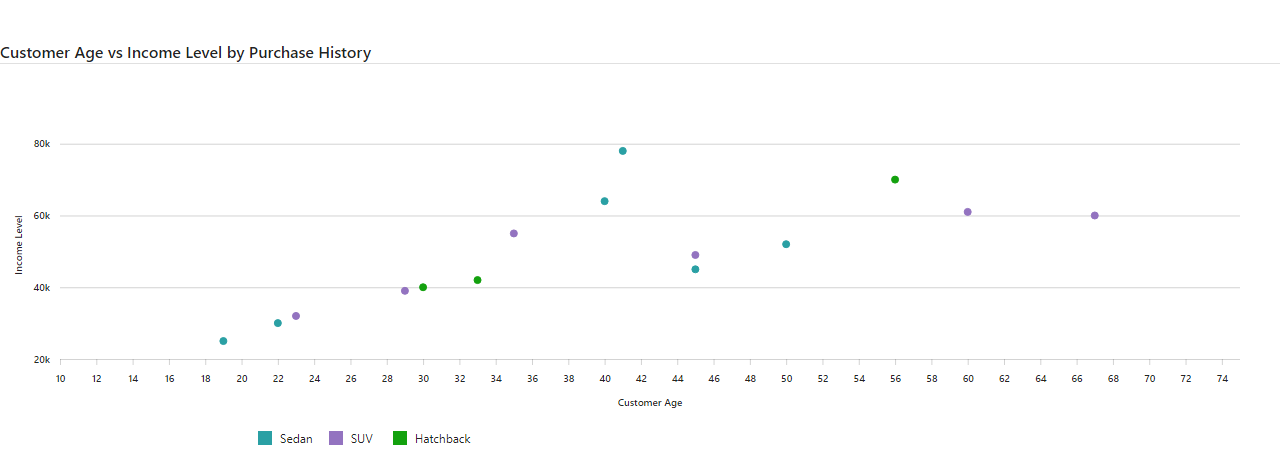 Customer Age vs Income Level by Purchase History
80k
60k
40k
20k
Income Level
10 12 14 16 18 20 22 24 26 28 30 32 34 36 38 40 42 44 46 48 50 52 54 56 58 60 62 64 66 68 70 72 74
Customer Age
Sedan SUV Hatchback